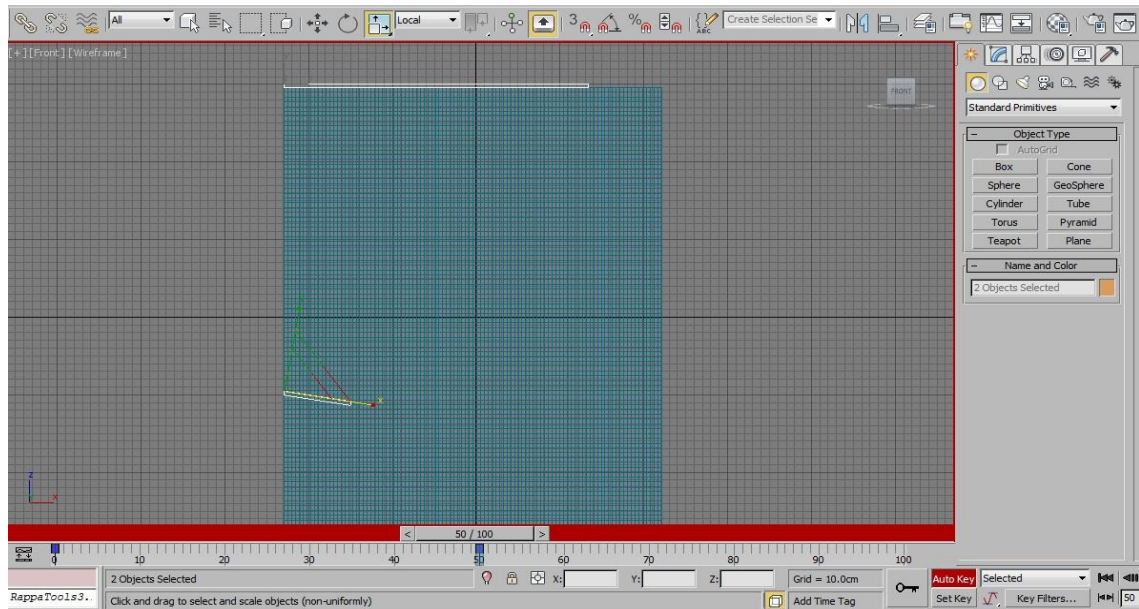 All
Local
3
%
ABC
Create Selection Se
[ + ] [ Front ] [ Wireframe ]
FRONT
Standard Primitives
Object Type
AutoGrid
Box Cone
Sphere GeoSphere
Cylinder Tube
Torus Pyramid
Teapot Plane
Name and Color
2 Objects Selected
x
z
x
< 50 / 100 >
0 10 20 30 40 50 60 70 80 90 100
2 Objects Selected X: Y: Z: Grid = 10.0cm Auto Key Selected
RappaTools3. Click and drag to select and scale objects (non-uniformly) Add Time Tag Set Key Key Filters... 50